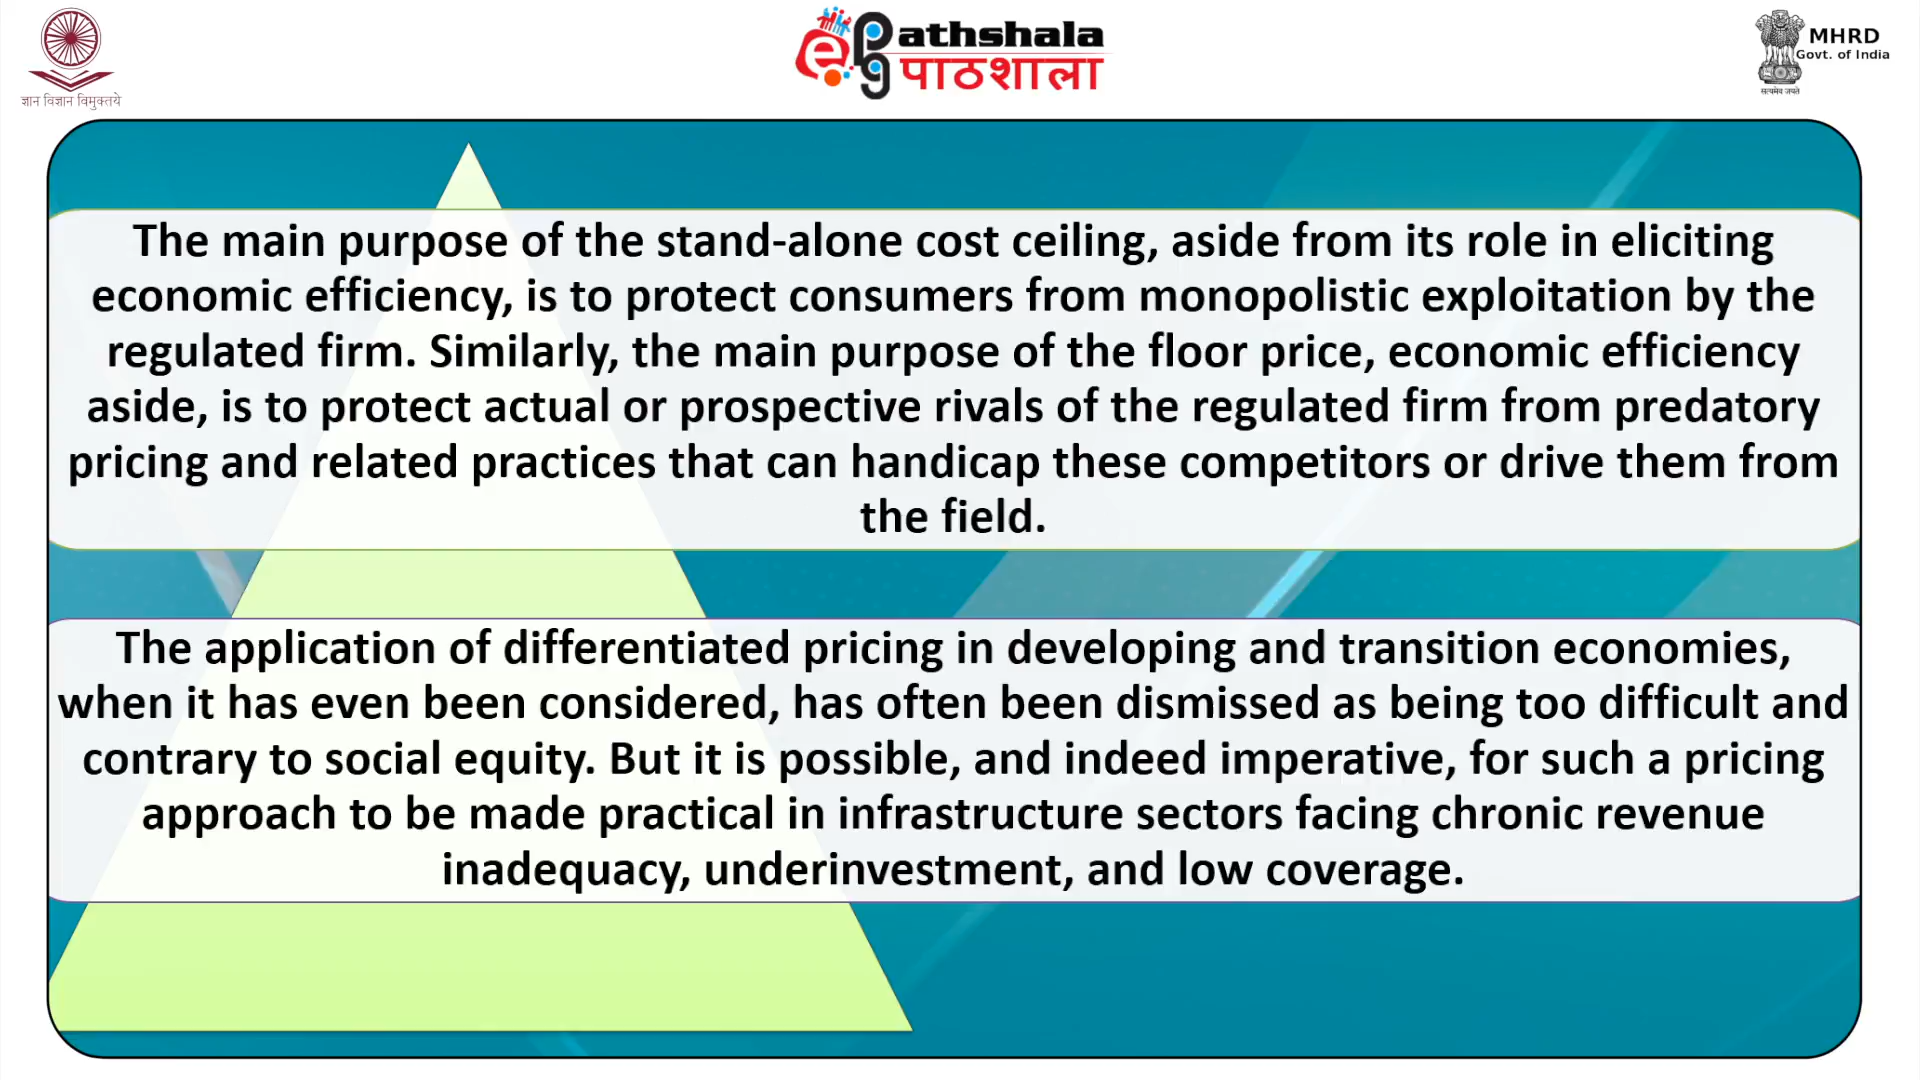 ज्ञान विज्ञान विमुक्तये
ePg Pathshala
पाठशाला
MHRD
Govt. of India
सत्यमेव जयते
The main purpose of the stand-alone cost ceiling, aside from its role in eliciting
economic efficiency, is to protect consumers from monopolistic exploitation by the
regulated firm. Similarly, the main purpose of the floor price, economic efficiency
aside, is to protect actual or prospective rivals of the regulated firm from predatory
pricing and related practices that can handicap these competitors or drive them from
the field.
The application of differentiated pricing in developing and transition economies,
when it has even been considered, has often been dismissed as being too difficult and
contrary to social equity. But it is possible, and indeed imperative, for such a pricing
approach to be made practical in infrastructure sectors facing chronic revenue
inadequacy, underinvestment, and low coverage.